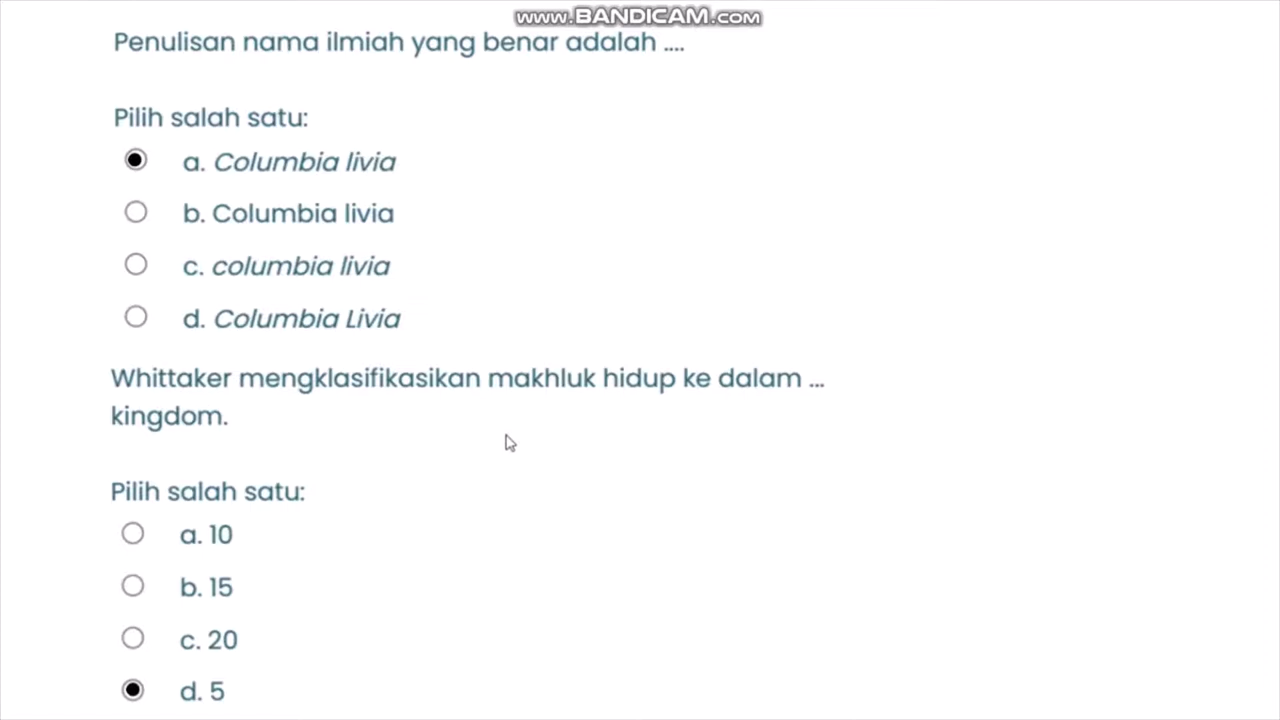 www.BANDICAM.com
Penulisan nama ilmiah yang benar adalah ....
Pilih salah satu:
a. Columbia livia
b. Columbia livia
c. columbia livia
d. Columbia Livia
Whittaker mengklasifikasikan makhluk hidup ke dalam ...
kingdom.
Pilih salah satu:
a. 10
b. 15
c. 20
d. 5